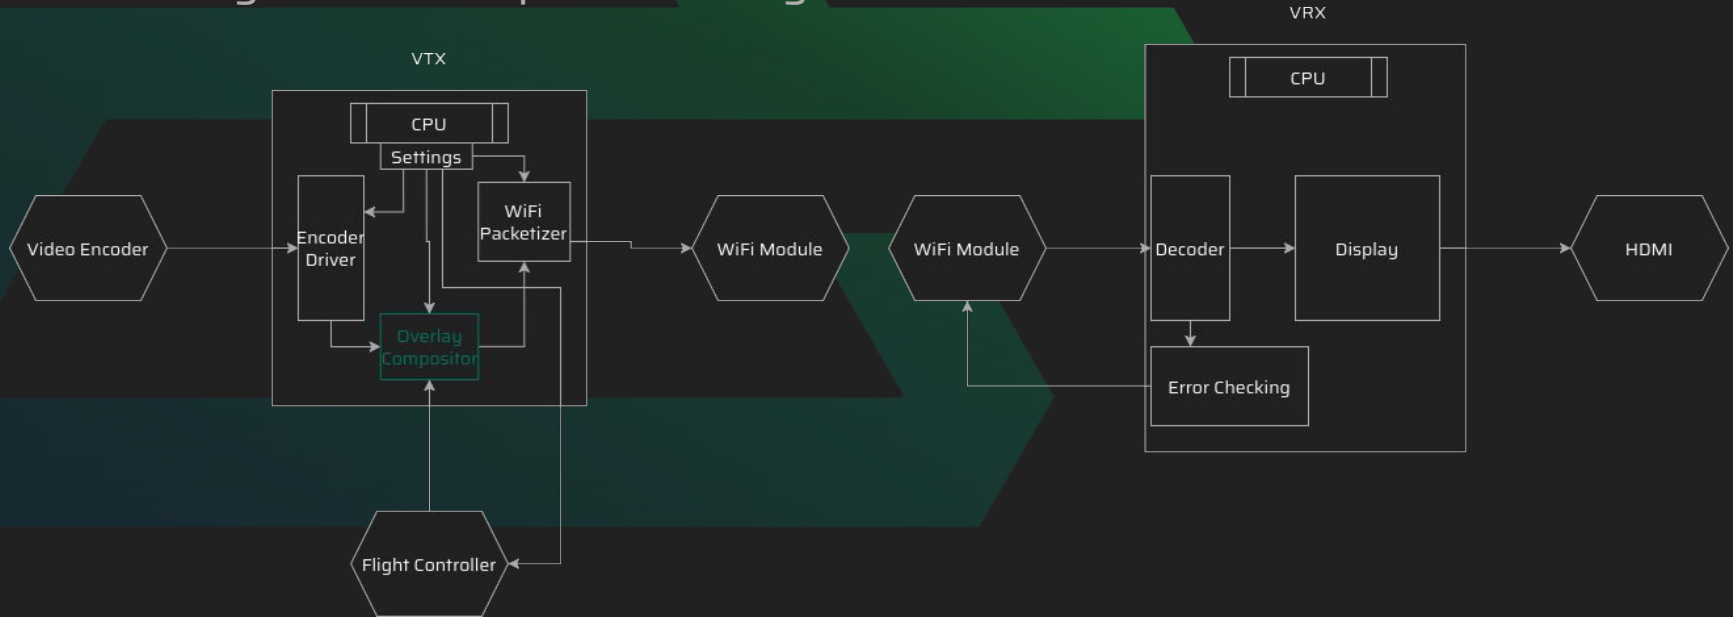 VTX
VRX
CPU
Settings
Encoder
Driver
WiFi
Packetizer
Overlay
Compositor
Video Encoder
Flight Controller
WiFi Module
WiFi Module
CPU
Decoder
Display
Error Checking
HDMI